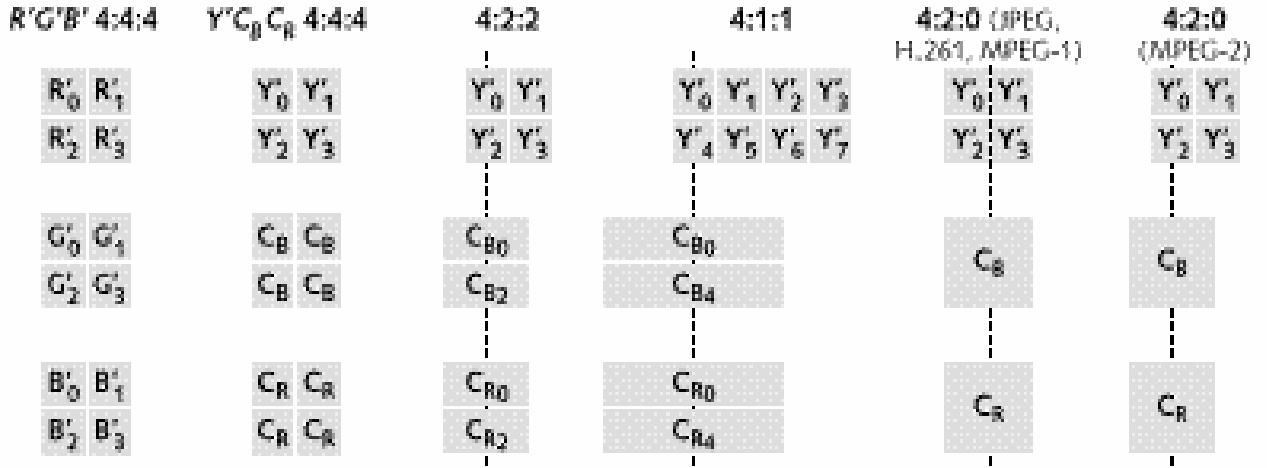 R'G'B' 4:4:4 Y'CBCR 4:4:4 4:2:2 4:1:1 4:2:0 (JPEG, 4:2:0
H.261, MPEG-1) (MPEG-2)
R'0 R'1 Y'0 Y'1 Y'0 Y'1 Y'0 Y'1 Y'2 Y'3 Y'0 Y'1 Y'0 Y'1
R'2 R'3 Y'2 Y'3 Y'2 Y'3 Y'4 Y'5 Y'6 Y'7 Y'2 Y'3 Y'2 Y'3
G'0 G'1 CB CB CB0 CB0 CB CB
G'2 G'3 CB CB CB2 CB4
B'0 B'1 CR CR CR0 CR0 CR CR
B'2 B'3 CR CR CR2 CR4